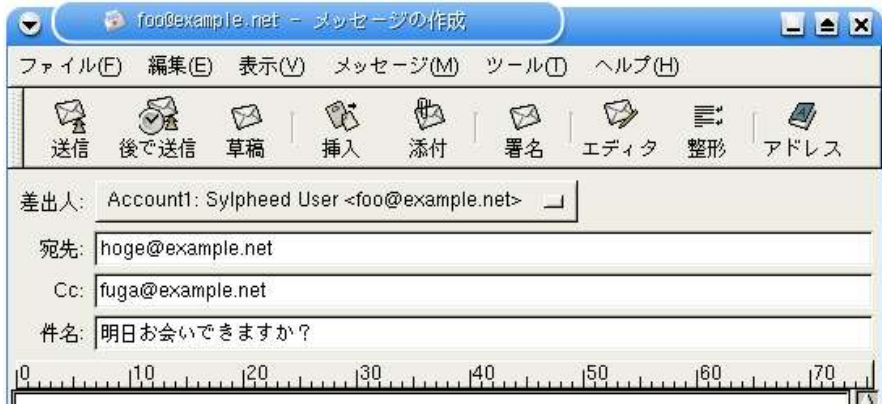 foo@example.net - メッセージの作成
ファイル(F) 編集(E) 表示(V) メッセージ(M) ツール(T) ヘルプ(H)
送信 後で送信 草稿 挿入 添付 署名 エディタ 整形 アドレス
差出人: Account1: Sylpheed User <foo@example.net>
宛先: hoge@example.net
Cc: fuga@example.net
件名: 明日お会いできますか？
0 10 20 30 40 50 60 70